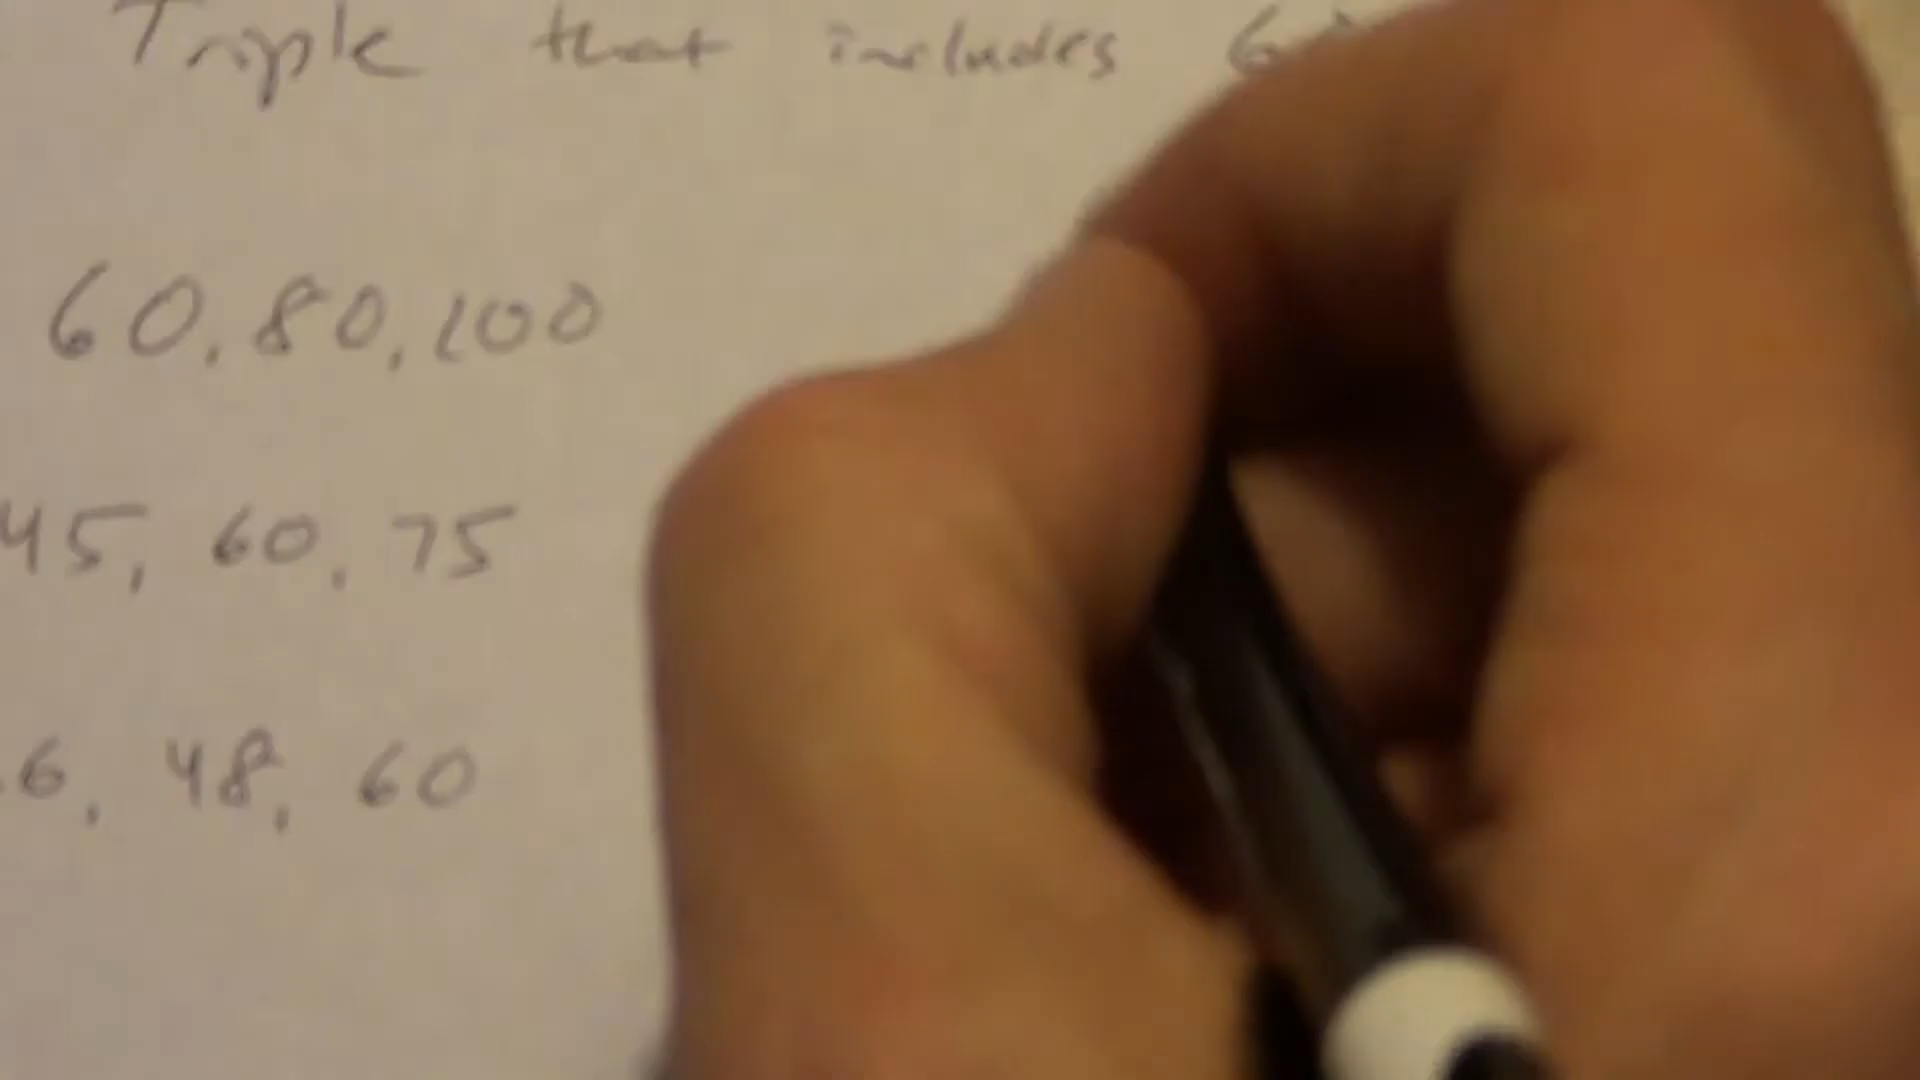 Triple that includes
60, 80, 100
45, 60, 75
6, 48, 60